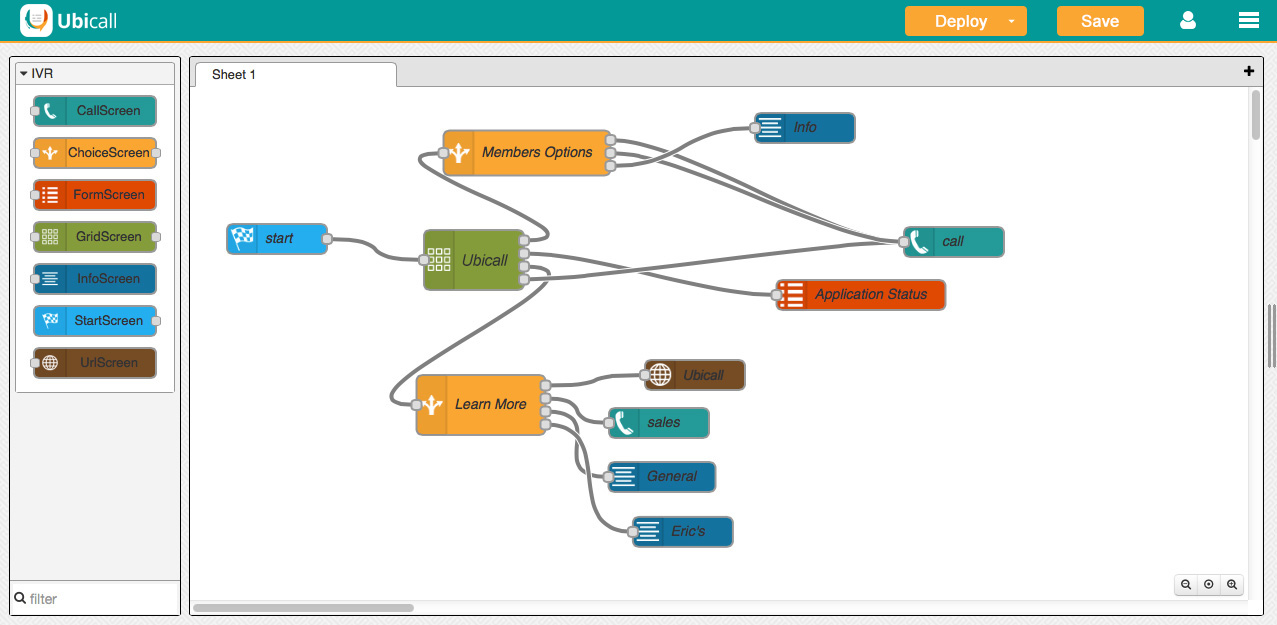 Ubicall
Deploy
Save
IVR
CallScreen
ChoiceScreen
FormScreen
GridScreen
InfoScreen
StartScreen
UrlScreen
filter
Sheet 1
Members Options
Info
start
Ubicall
call
Application Status
Learn More
Ubicall
sales
General
Eric's